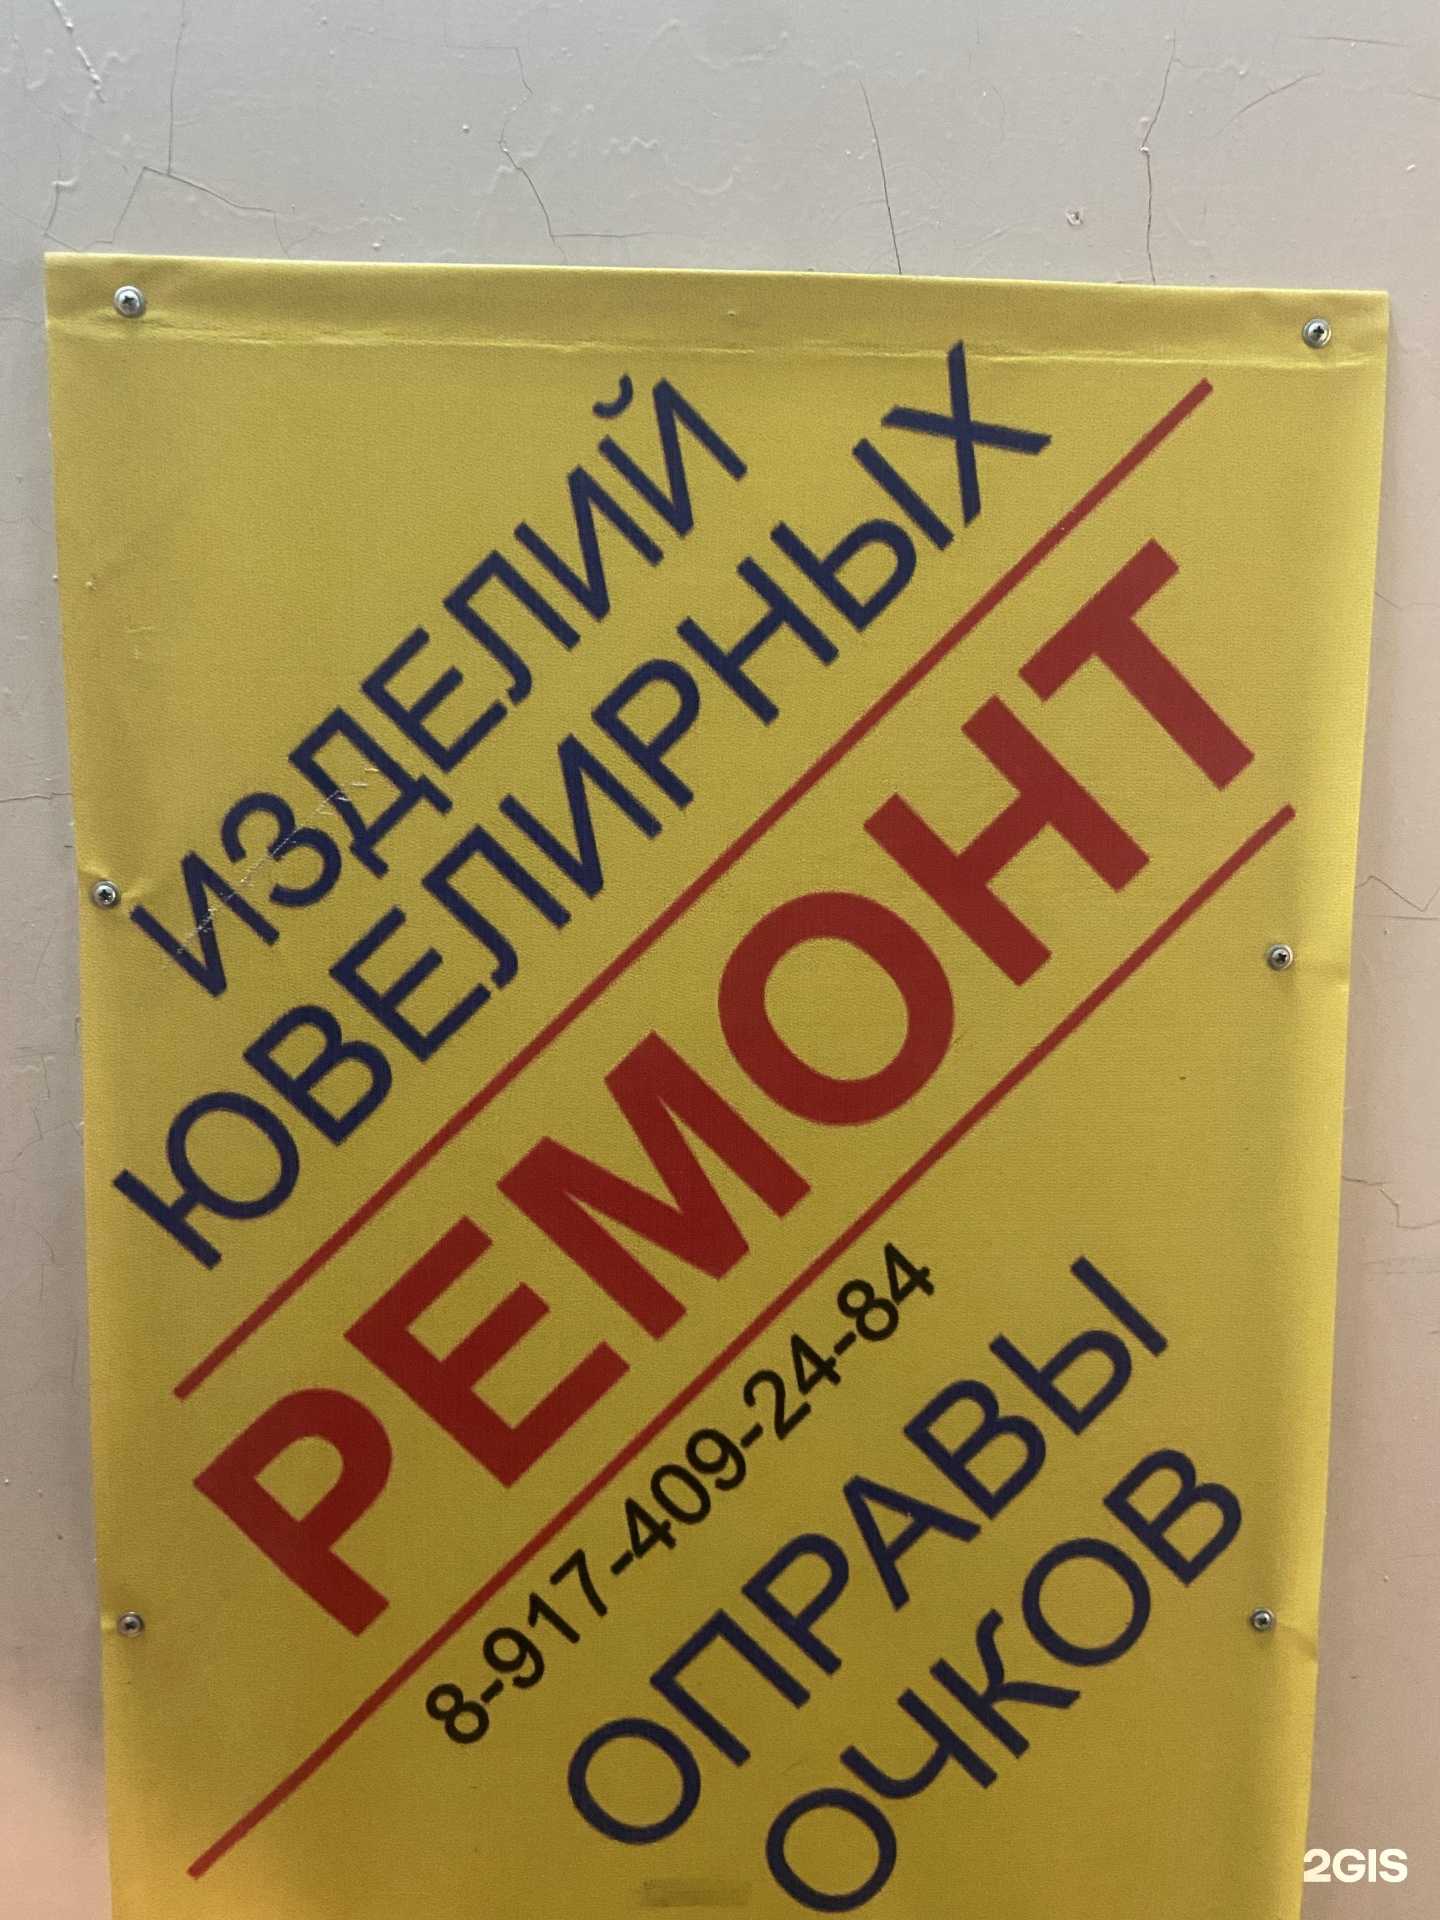 ИЗДЕЛИЙ
ЮВЕЛИРНЫХ
РЕМОНТ
8-917-409-24-84
ОПРАВЫ
ОЧКОВ
2GIS